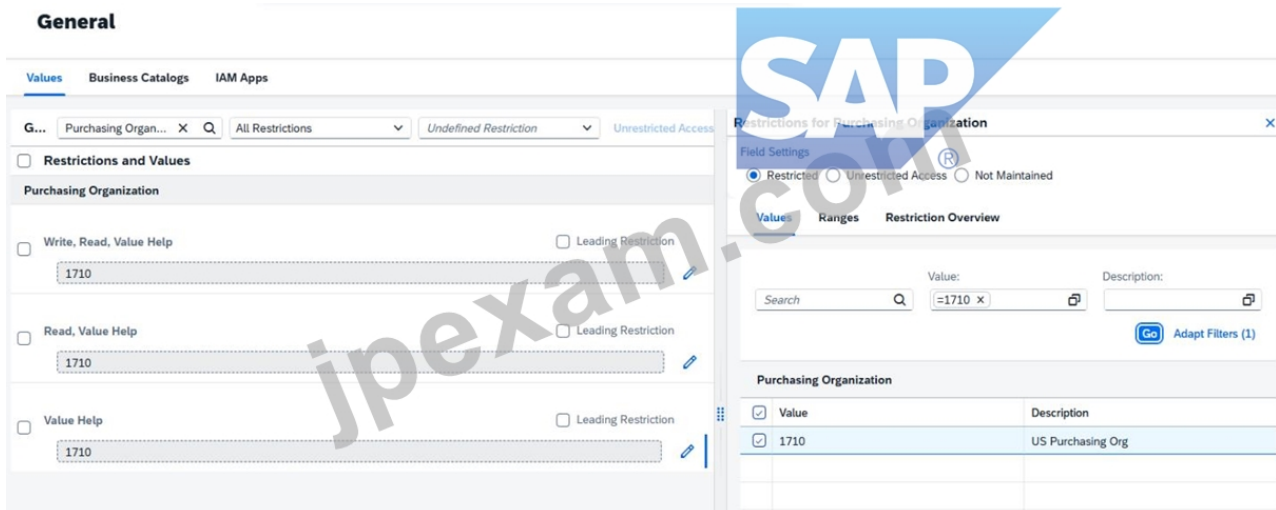 General
Values Business Catalogs IAM Apps
G... Purchasing Organ... All Restrictions Undefined Restriction Unrestricted Access
Restrictions and Values
Purchasing Organization
Write, Read, Value Help Leading Restriction
1710
Read, Value Help Leading Restriction
1710
Value Help Leading Restriction
1710
SAP
®
Restrictions for Purchasing Organization
Field Settings
Restricted Unrestricted Access Not Maintained
Values Ranges Restriction Overview
Value: Description:
Search =1710
Go Adapt Filters (1)
Purchasing Organization
Value Description
1710 US Purchasing Org
jpexam.com